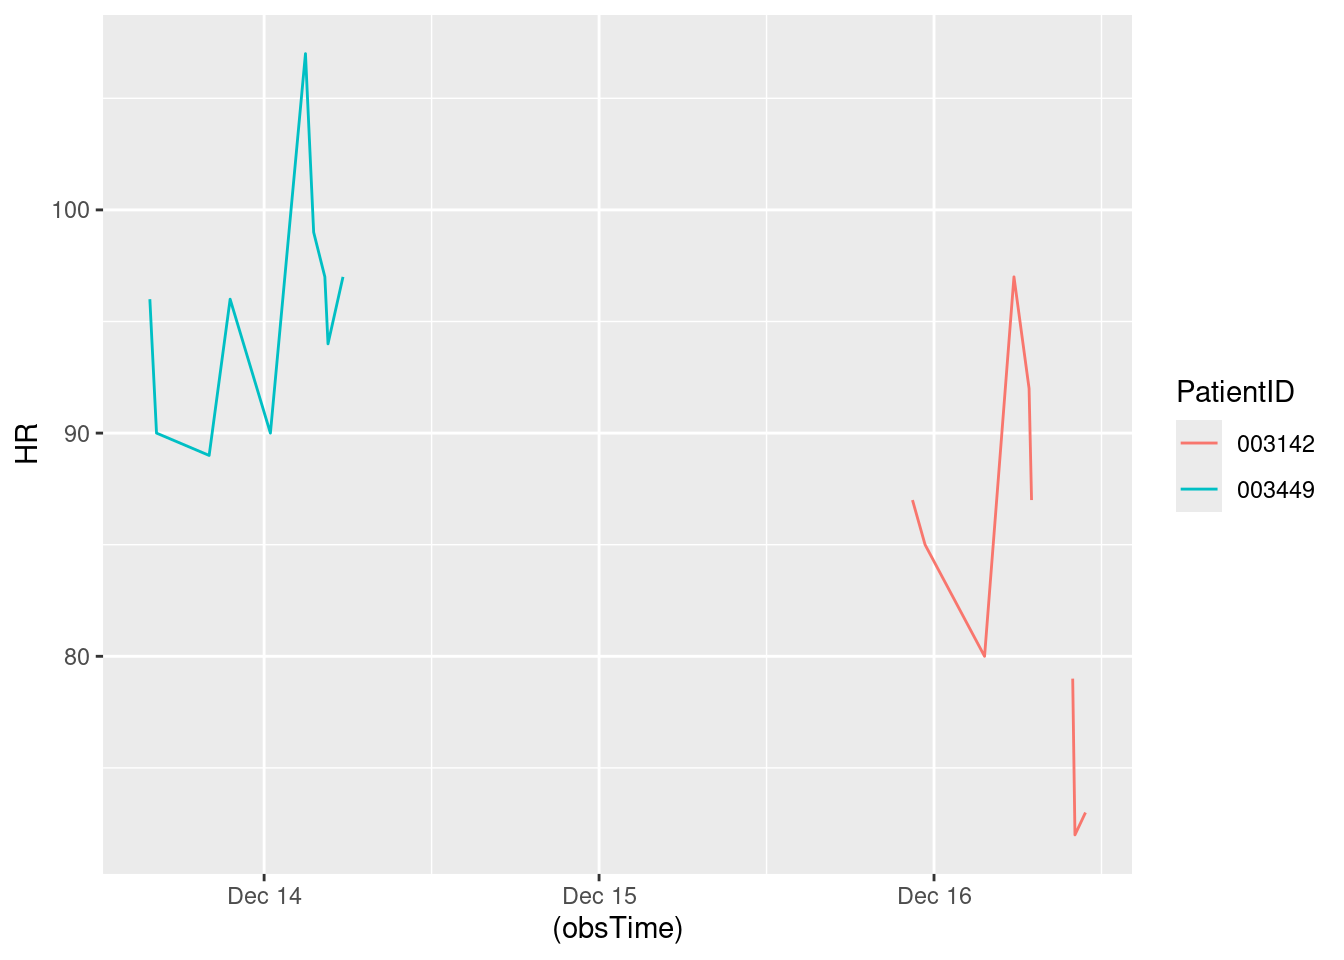 100
90
80
HR
Dec 14
Dec 15
Dec 16
(obsTime)
PatientID
003142
003449